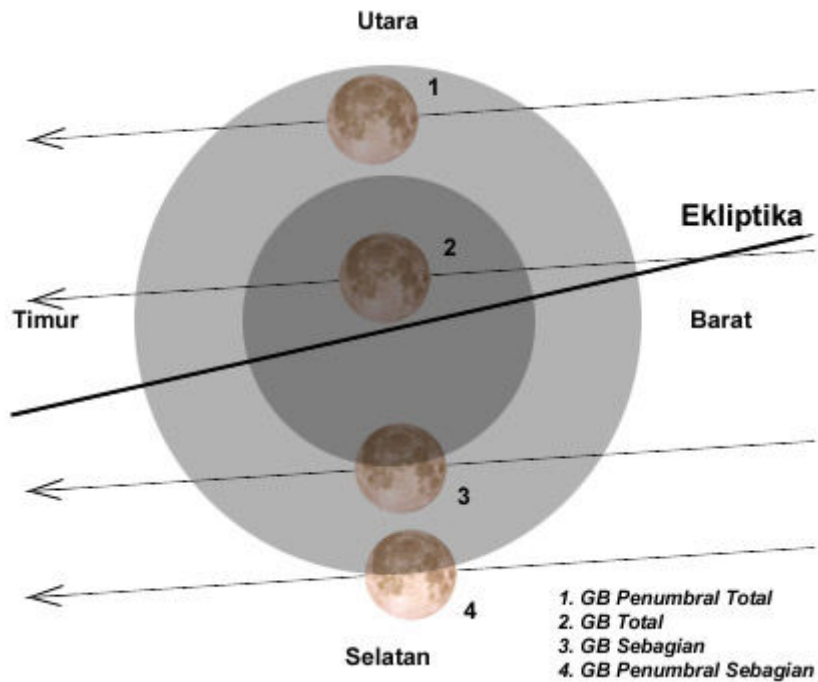 Utara
1
Ekliptika
2
Timur
Barat
3
4
Selatan
1. GB Penumbral Total
2. GB Total
3. GB Sebagian
4. GB Penumbral Sebagian